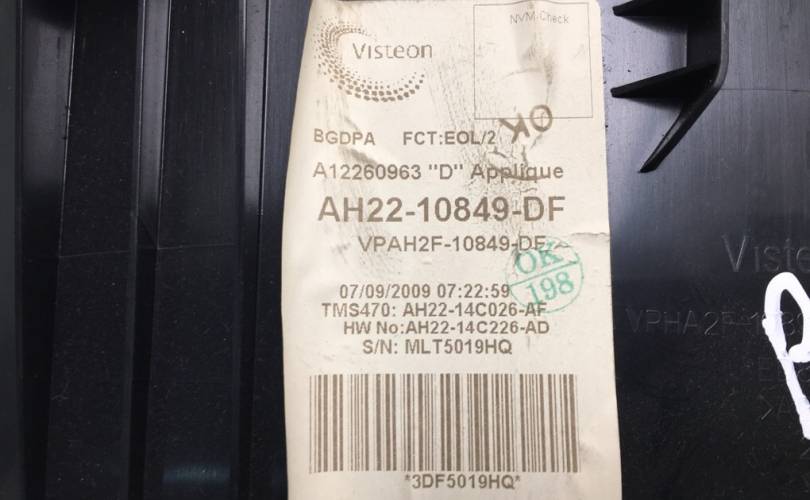 Visteon
NVM-Check
OK
BGDPA FCT:EOL/2
A12260963 "D" Applique
AH22-10849-DF
VPAH2F-10849-DF
OK
198
07/09/2009 07:22:59
TMS470: AH22-14C026-AF
HW No:AH22-14C226-AD
S/N: MLT5019HQ
*3DF5019HQ*